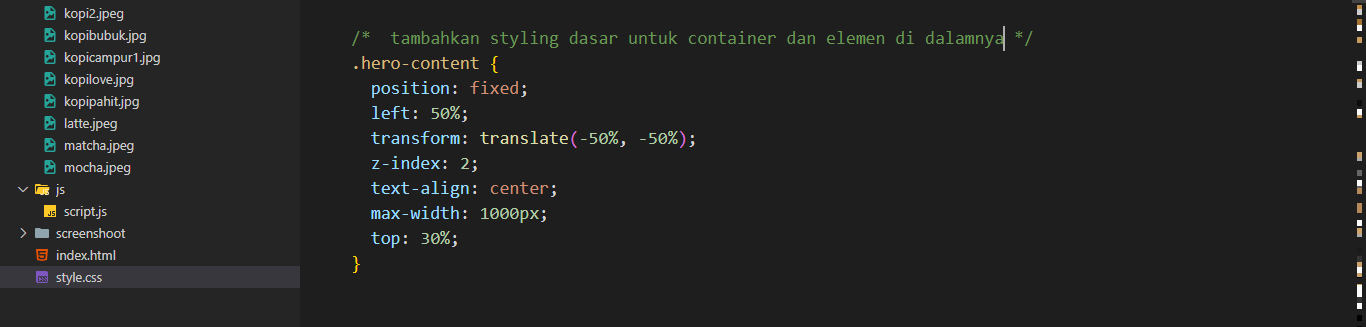 kopi2.jpeg
kopibubuk.jpg
kopicampur1.jpg
kopilove.jpg
kopipahit.jpg
latte.jpeg
matcha.jpeg
mocha.jpeg
js
JS script.js
screenshoot
index.html
style.css
/*  tambahkan styling dasar untuk container dan elemen di dalamnya */
.hero-content {
  position: fixed;
  left: 50%;
  transform: translate(-50%, -50%);
  z-index: 2;
  text-align: center;
  max-width: 1000px;
  top: 30%;
}